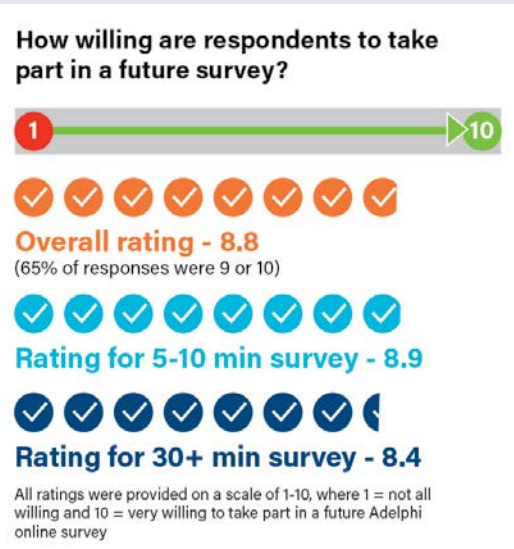 How willing are respondents to take
part in a future survey?
1
10
Overall rating - 8.8
(65% of responses were 9 or 10)
Rating for 5-10 min survey - 8.9
Rating for 30+ min survey - 8.4
All ratings were provided on a scale of 1-10, where 1 = not all
willing and 10 = very willing to take part in a future Adelphi
online survey